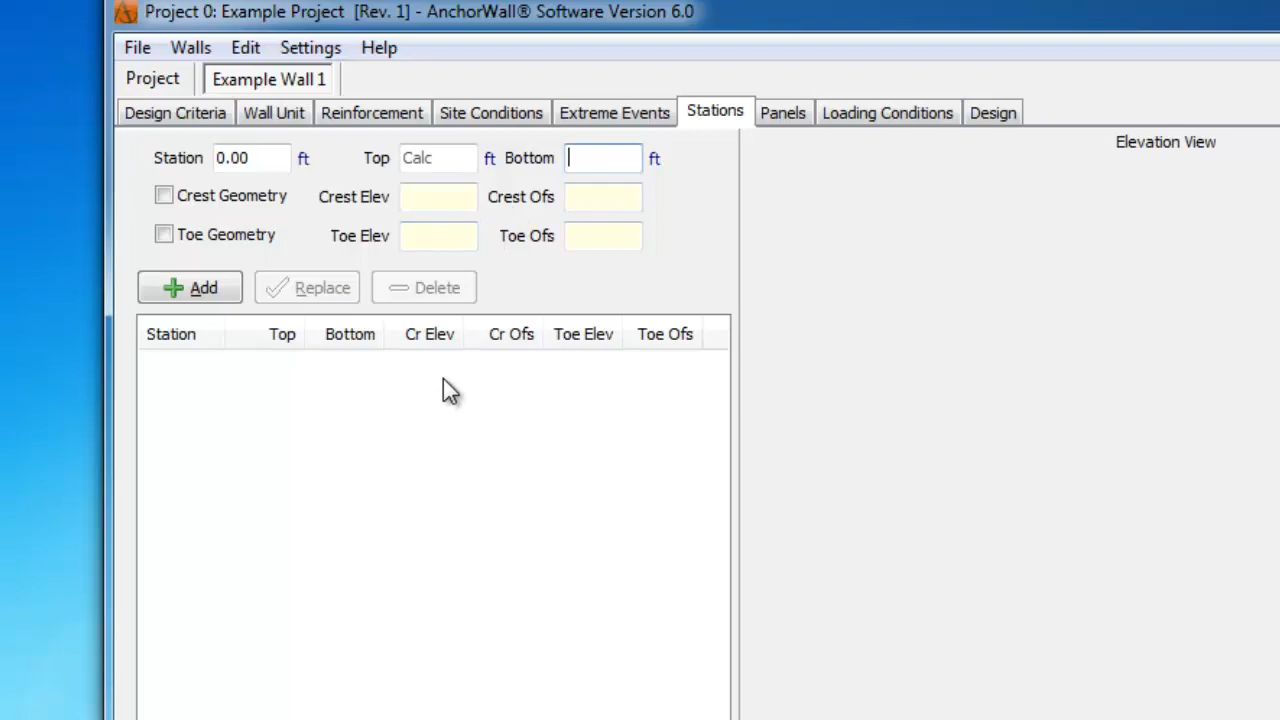 Project 0: Example Project [Rev. 1] - AnchorWall® Software Version 6.0
File Walls Edit Settings Help
Project Example Wall 1
Design Criteria Wall Unit Reinforcement Site Conditions Extreme Events Stations Panels Loading Conditions Design
Elevation View
Station 0.00 ft Top Calc ft Bottom ft
Crest Geometry Crest Elev Crest Ofs
Toe Geometry Toe Elev Toe Ofs
Add Replace Delete
Station Top Bottom Cr Elev Cr Ofs Toe Elev Toe Ofs